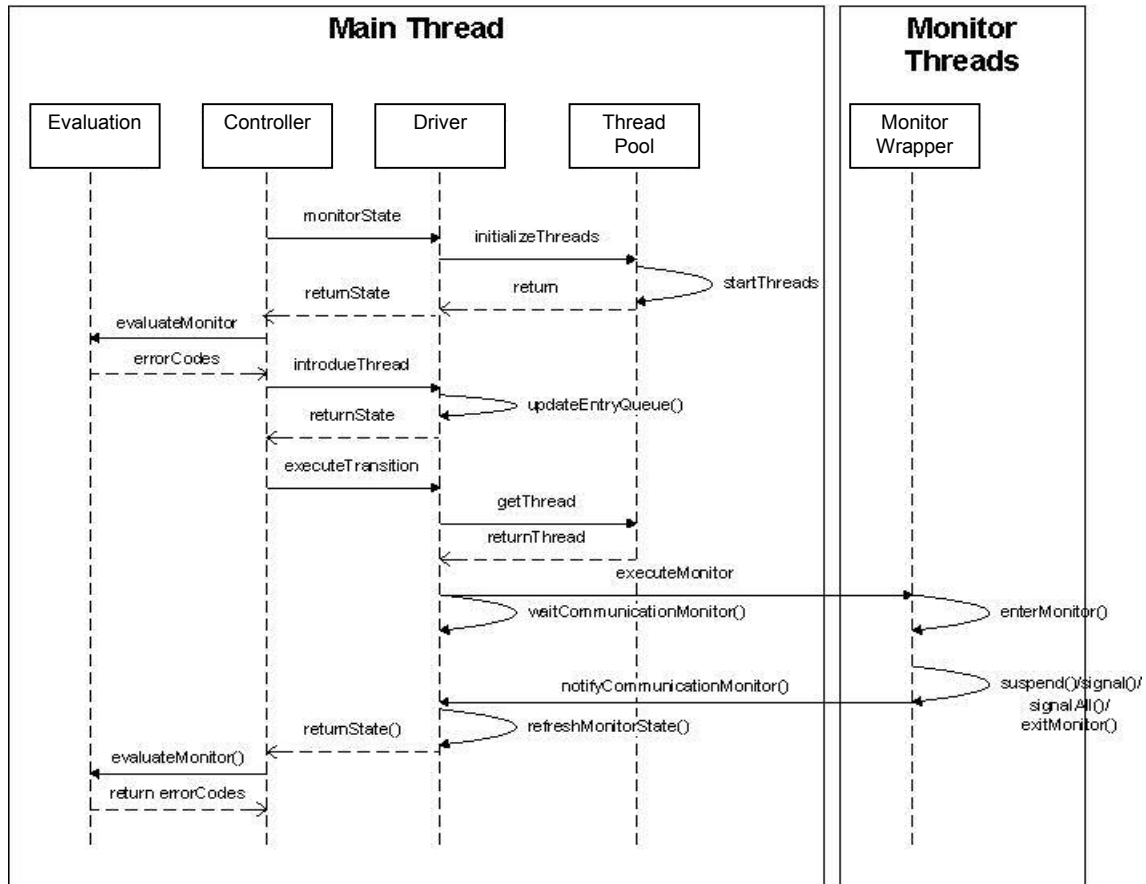 Main Thread
Monitor
Threads
Evaluation
Controller
Driver
Thread
Pool
Monitor
Wrapper
monitorState
initializeThreads
startThreads
return
returnState
evaluateMonitor
errorCodes
introdueThread
updateEntryQueue()
returnState
executeTransition
getThread
returnThread
executeMonitor
waitCommunicationMonitor()
enterMonitor()
suspend()/signal()/
signalAll()/
exitMonitor()
notifyCommunicationMonitor()
refreshMonitorState()
returnState()
evaluateMonitor()
return errorCodes